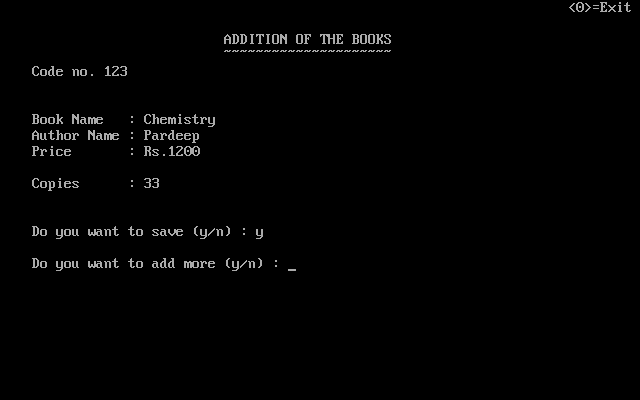 <0>=Exit
ADDITION OF THE BOOKS
~~~~~~~~~~~~~~~~~~~~~
Code no. 123
Book Name : Chemistry
Author Name : Pardeep
Price : Rs.1200
Copies : 33
Do you want to save (y/n) : y
Do you want to add more (y/n) : _